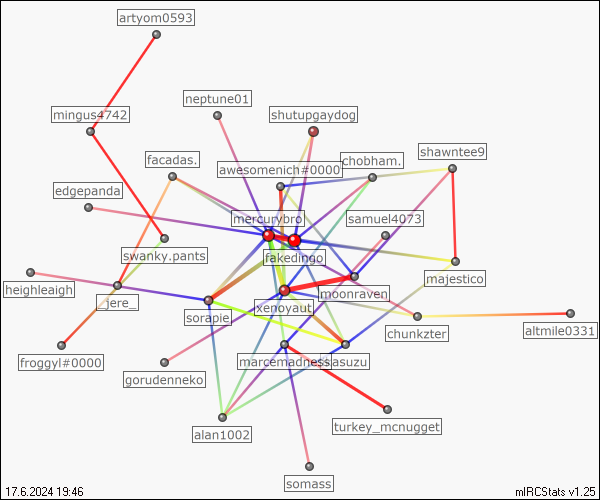 artyom0593
neptune01
mingus4742
shutupgaydog
shawntee9
facadas.
chobham.
awesomenich#0000
edgepanda
mercurybro
samuel4073
swanky.pants
fakedingo
majestico
heighleaigh
_jere_
moonraven
xenoyaut
sorapie
chunkzter
altmile0331
froggyl#0000
marcemadness
asuzu
gorudenneko
turkey_mcnugget
alan1002
somass
17.6.2024 19:46
mIRCStats v1.25